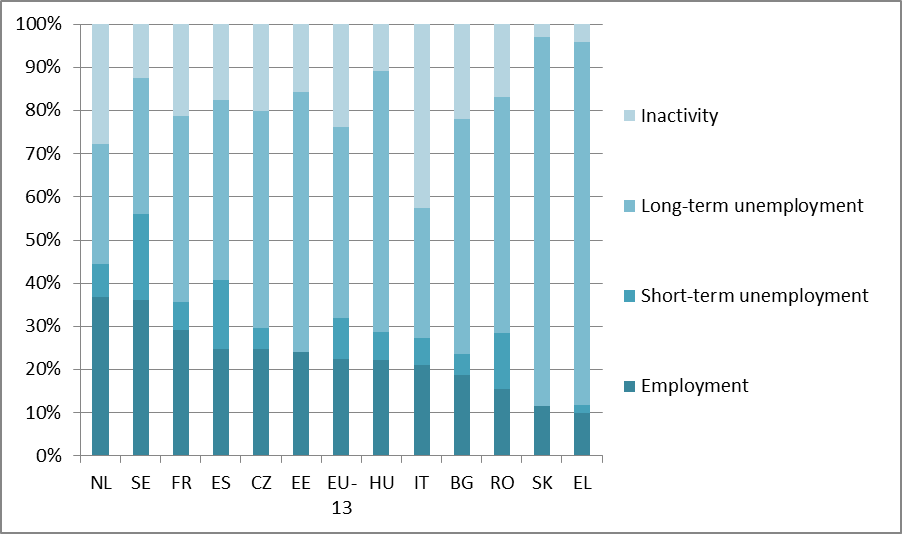 100%
90%
80%
70%
60%
50%
40%
30%
20%
10%
0%
NL SE FR ES CZ EE EU- HU IT BG RO SK EL
13
Inactivity
Long-term unemployment
Short-term unemployment
Employment